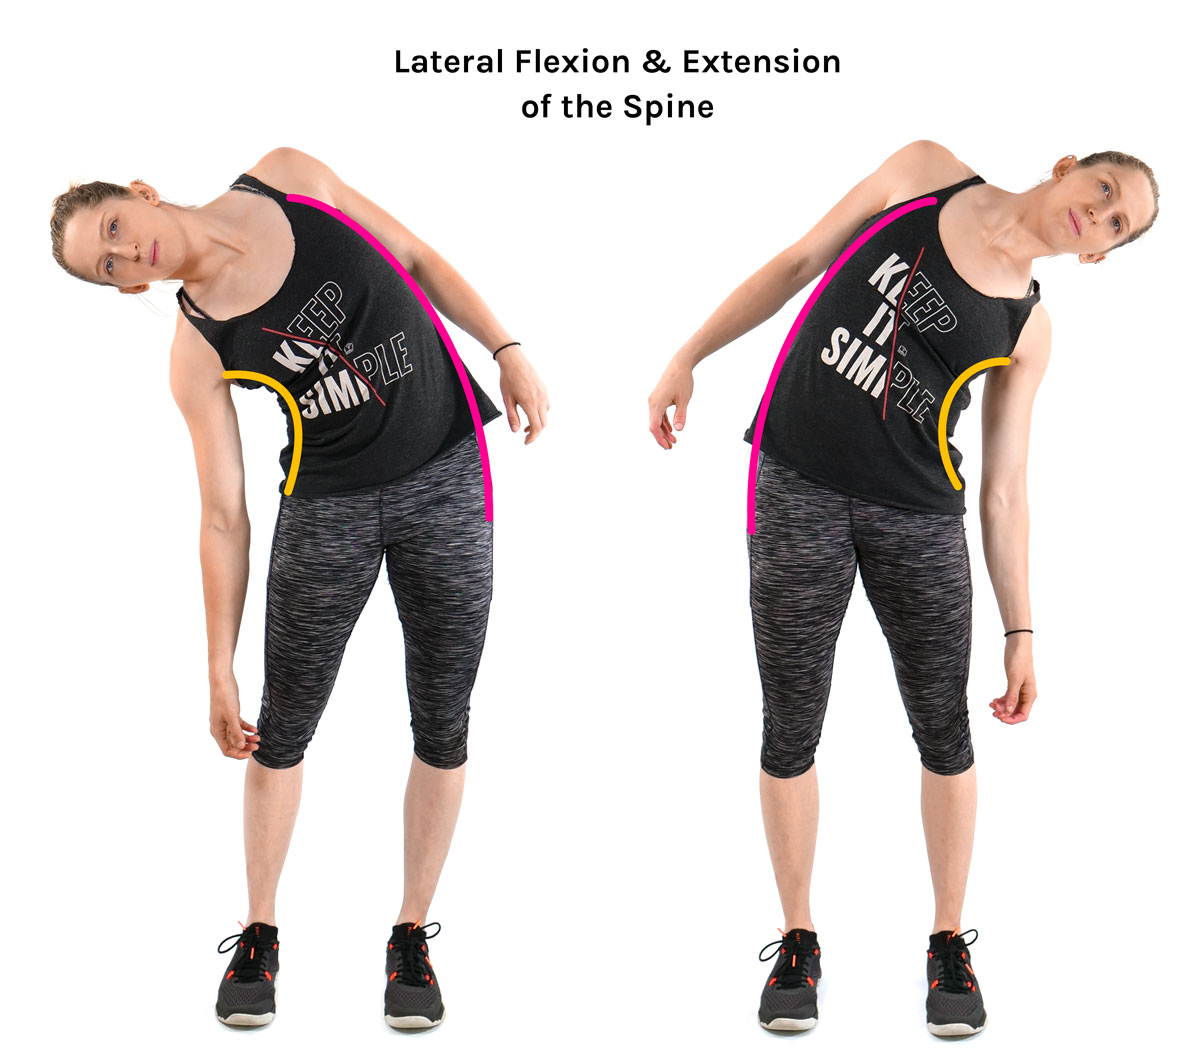 Lateral Flexion & Extension
of the Spine
KEEP
IT
SIMPLE
KEEP
IT
SIMPLE